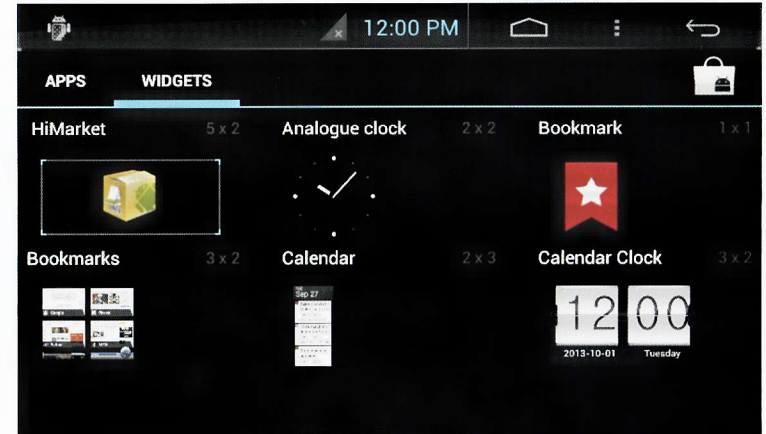 12:00 PM
APPS WIDGETS
HiMarket 5 x 2 Analogue clock 2 x 2 Bookmark 1 x 1
Bookmarks 3 x 2 Calendar 2 x 3 Calendar Clock 3 x 2
Sep 27
12 00
2013-10-01 Tuesday